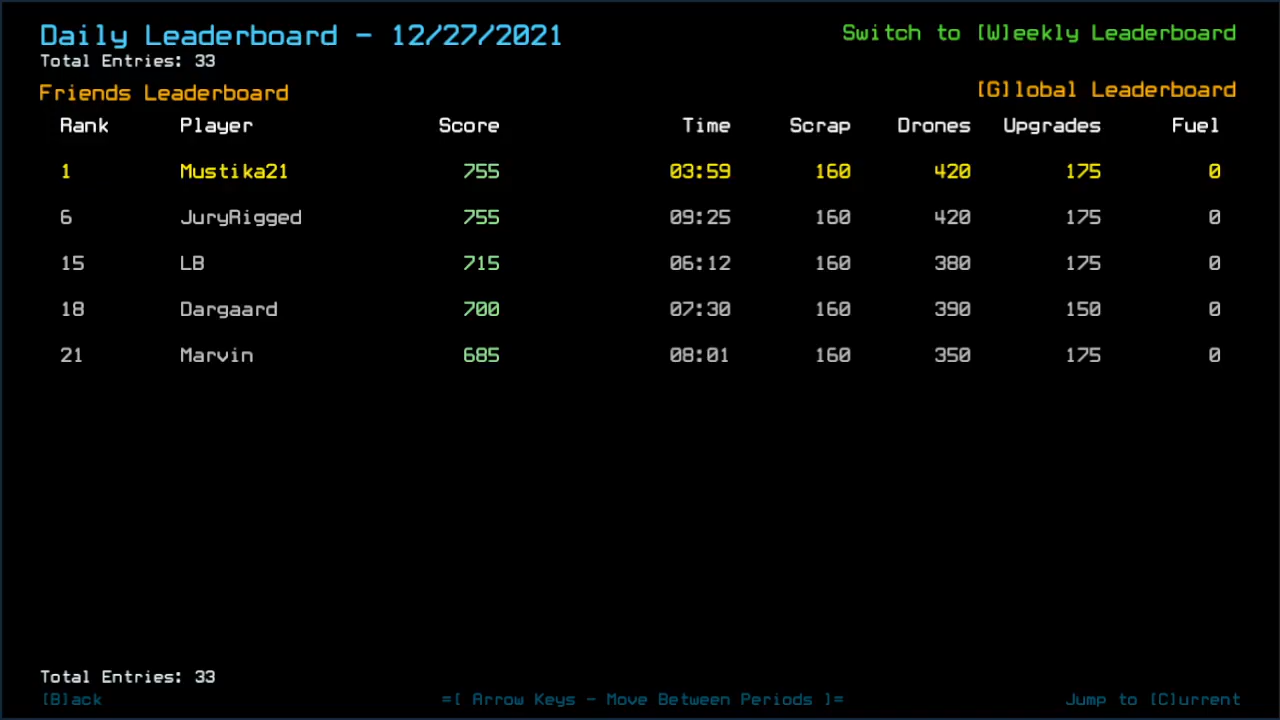 Daily Leaderboard - 12/27/2021 Switch to [W]eekly Leaderboard
Total Entries: 33
Friends Leaderboard [G]lobal Leaderboard
Rank Player Score Time Scrap Drones Upgrades Fuel
1 Mustika21 755 03:59 160 420 175 0
6 JuryRigged 755 09:25 160 420 175 0
15 LB 715 06:12 160 380 175 0
18 Dargaard 700 07:30 160 390 150 0
21 Marvin 685 08:01 160 350 175 0
Total Entries: 33
[B]ack =[ Arrow Keys - Move Between Periods ]= Jump to [C]urrent